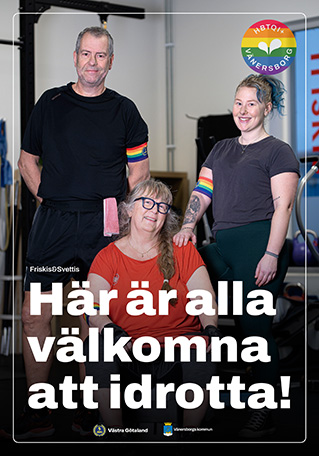 HBTQI+
VÄNERSBORG
Friskis&Svettis
Här är alla
välkomna
att idrotta!
Västra Götaland
Vänersborgs kommun